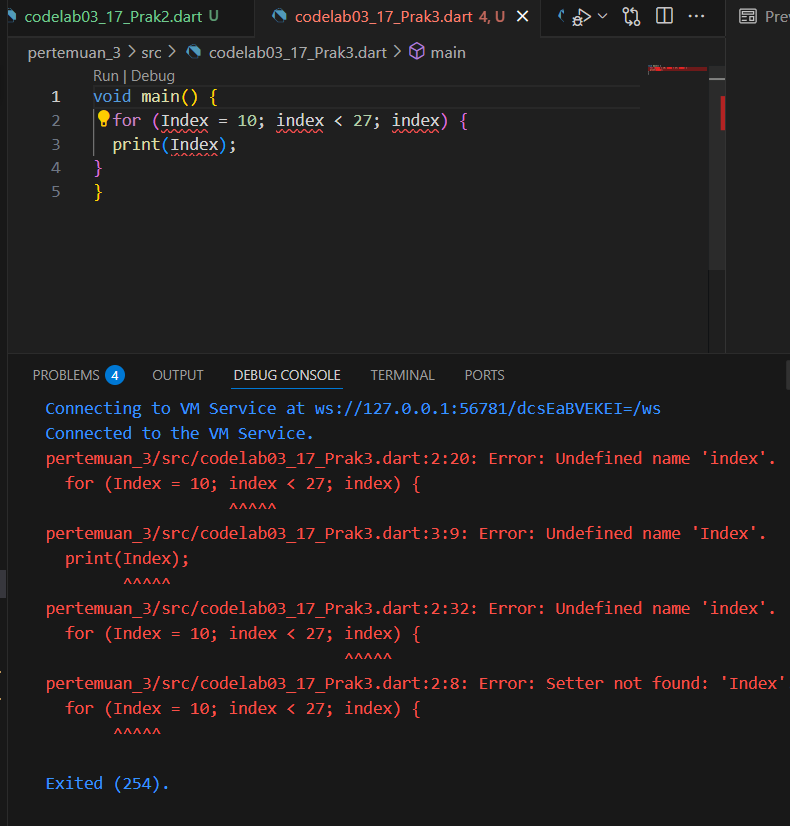 codelab03_17_Prak2.dart U codelab03_17_Prak3.dart 4, U
pertemuan_3 > src > codelab03_17_Prak3.dart > main
Run | Debug
1 void main() {
2 for (Index = 10; index < 27; index) {
3 print(Index);
4 }
5 }
PROBLEMS 4 OUTPUT DEBUG CONSOLE TERMINAL PORTS
Connecting to VM Service at ws://127.0.0.1:56781/dcsEaBVEKEI=/ws
Connected to the VM Service.
pertemuan_3/src/codelab03_17_Prak3.dart:2:20: Error: Undefined name 'index'.
for (Index = 10; index < 27; index) {
^^^^^
pertemuan_3/src/codelab03_17_Prak3.dart:3:9: Error: Undefined name 'Index'.
print(Index);
^^^^^
pertemuan_3/src/codelab03_17_Prak3.dart:2:32: Error: Undefined name 'index'.
for (Index = 10; index < 27; index) {
^^^^^
pertemuan_3/src/codelab03_17_Prak3.dart:2:8: Error: Setter not found: 'Index'
for (Index = 10; index < 27; index) {
^^^^^
Exited (254).